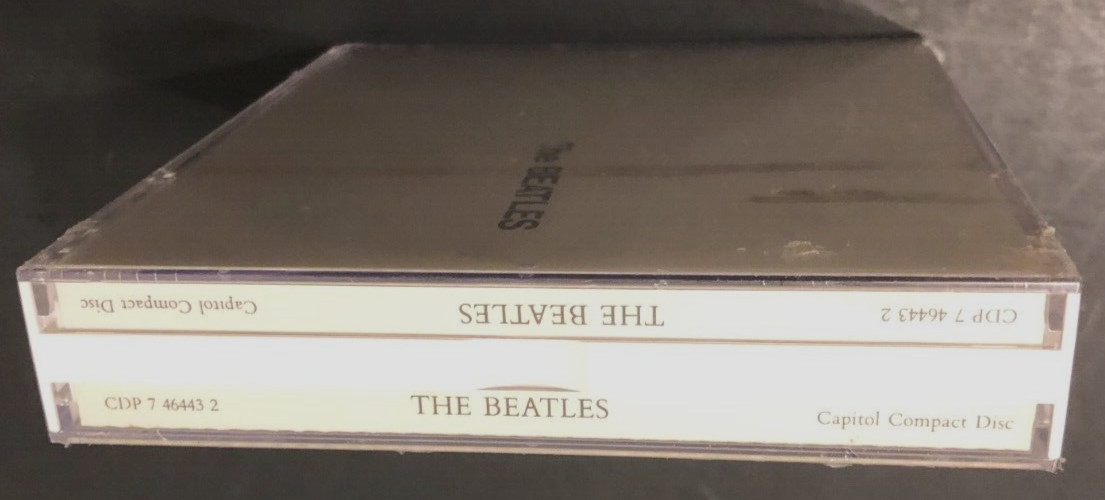 The BEATLES
Capitol Compact Disc THE BEATLES CDP 7 46443 2
CDP 7 46443 2 THE BEATLES Capitol Compact Disc